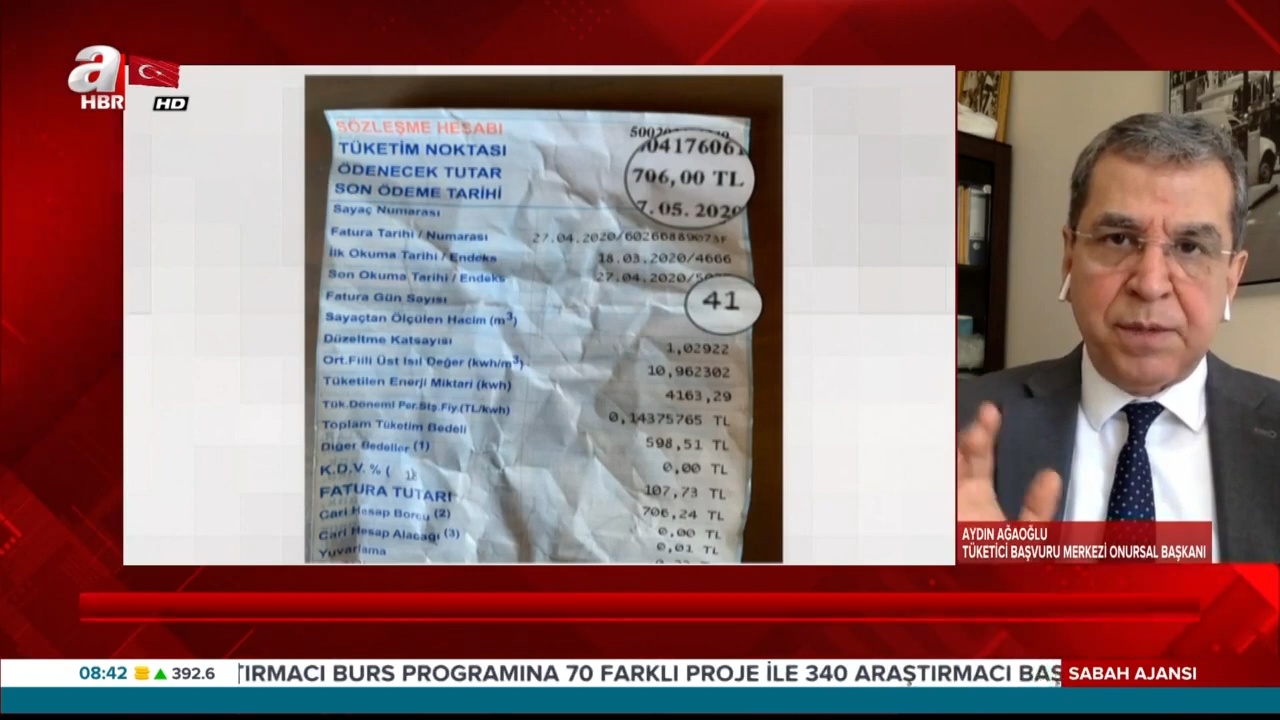 a
HBR
HD
SÖZLEŞME HESABI
TÜKETİM NOKTASI 04176061
ÖDENECEK TUTAR 706,00 TL
SON ÖDEME TARİHİ 7.05.2020
Sayaç Numarası
Fatura Tarihi / Numarası 27.04.2020/60266889073F
İlk Okuma Tarihi / Endeks 18.03.2020/4666
Son Okuma Tarihi / Endeks 27.04.2020/
Fatura Gün Sayısı 41
Sayaçtan Ölçülen Hacim (m³)
Düzeltme Katsayısı 1,02922
Ort.Fiili Üst Isıl Değer (kwh/m³) 10,962302
Tüketilen Enerji Miktarı (kwh) 4163,29
Tük.Dönemi Per.Stş.Fiy.(TL/kwh) 0,14375765 TL
Toplam Tüketim Bedeli 598,51 TL
Diğer Bedeller (1) 0,00 TL
K.D.V. % ( 18 107,73 TL
FATURA TUTARI 706,24 TL
Cari Hesap Borcu (2) 0,00 TL
Cari Hesap Alacağı (3) 0,01 TL
Yuvarlama
AYDIN AĞAOĞLU
TÜKETİCİ BAŞVURU MERKEZİ ONURSAL BAŞKANI
08:42 392.6 TIRMACI BURS PROGRAMINA 70 FARKLI PROJE İLE 340 ARAŞTIRMACI BAŞ SABAH AJANSI